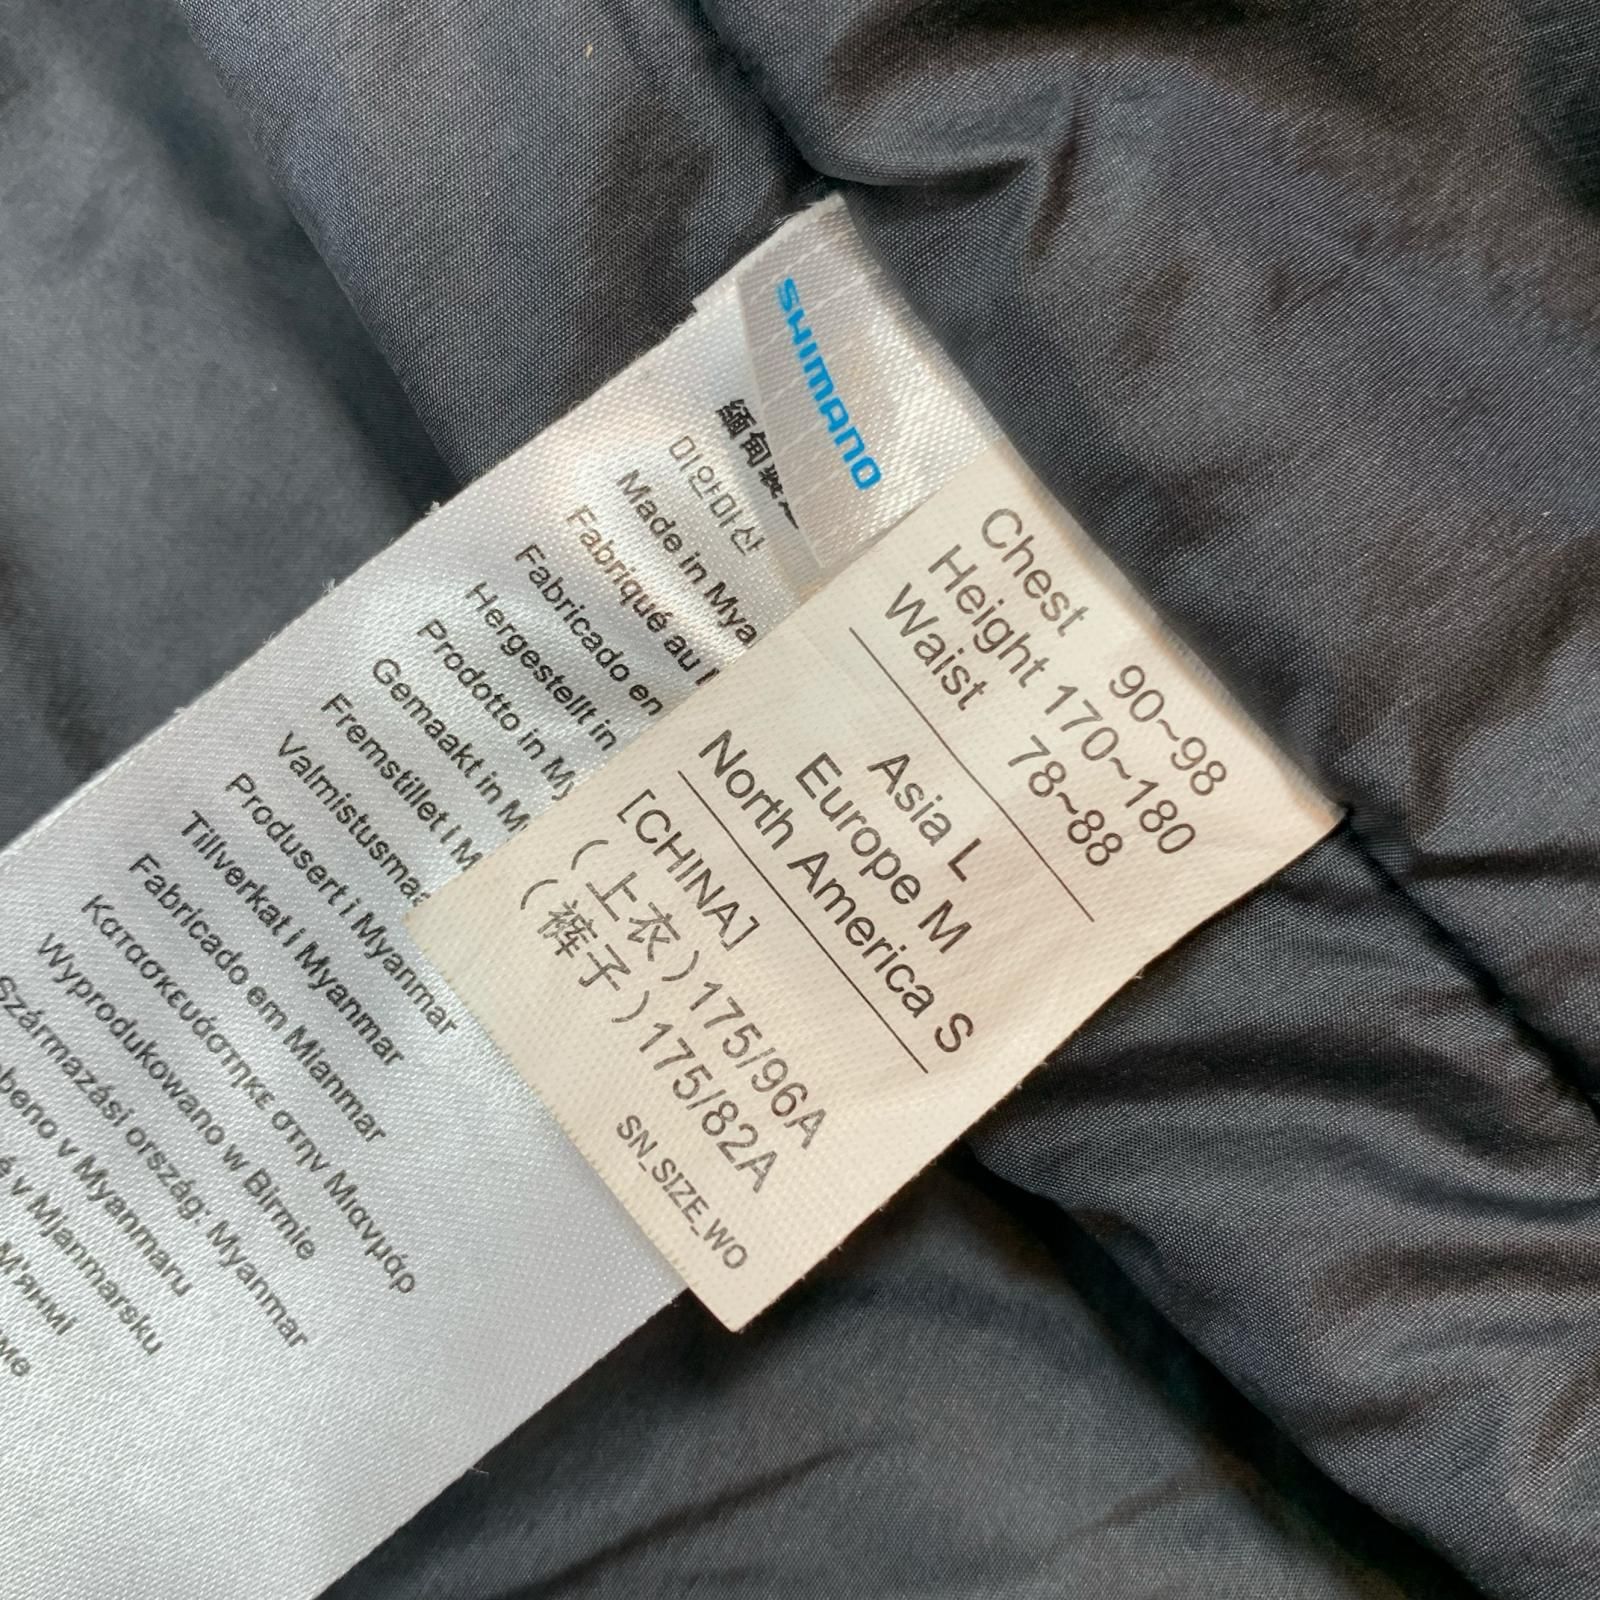 SHIMANO
Chest 90~98
Height 170~180
Waist 78~88
Asia L
Europe M
North America S
[CHINA]
(上衣)175/96A
(裤子)175/82A
SN_SIZE_WO
緬甸
미얀마산
Made in Mya
Fabriqué au
Fabricado en
Hergestellt in
Prodotto in My
Gemaakt in M
Fremstillet i M
Valmistusmaa
Produsert i Myanmar
Tillverkat i Myanmar
Fabricado em Mianmar
Κατασκευάστηκε στην Μιανμάρ
Wyprodukowano w Birmie
Származási ország: Myanmar
beno v Myanmaru
é v Mjanmarsku
М'янмі